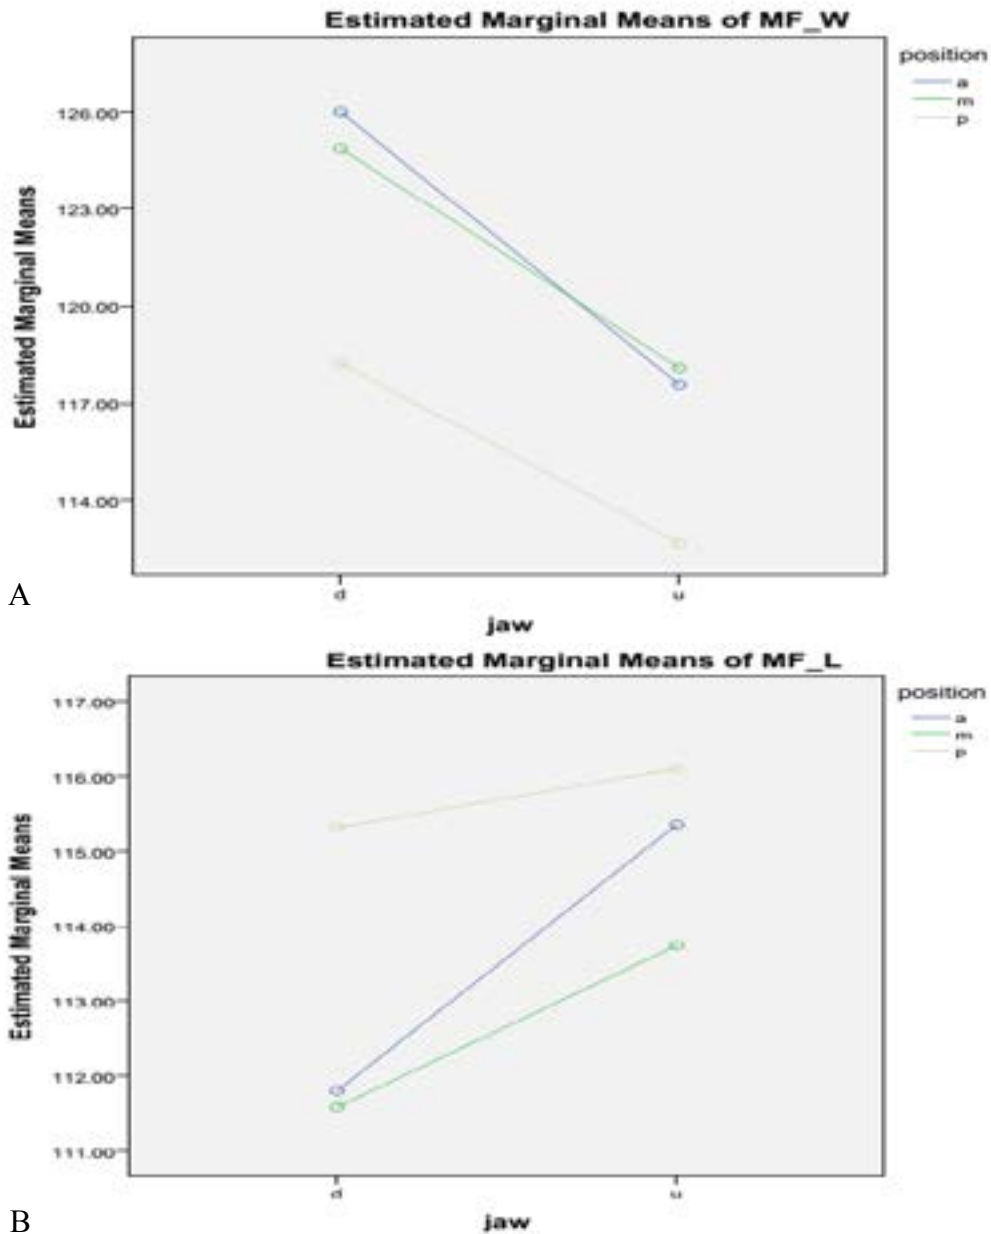 Estimated Marginal Means of MF_W
position
a
m
p
Estimated Marginal Means
126.00
123.00
120.00
117.00
114.00
d
u
jaw
A
Estimated Marginal Means of MF_L
position
a
m
p
Estimated Marginal Means
117.00
116.00
115.00
114.00
113.00
112.00
111.00
d
u
jaw
B